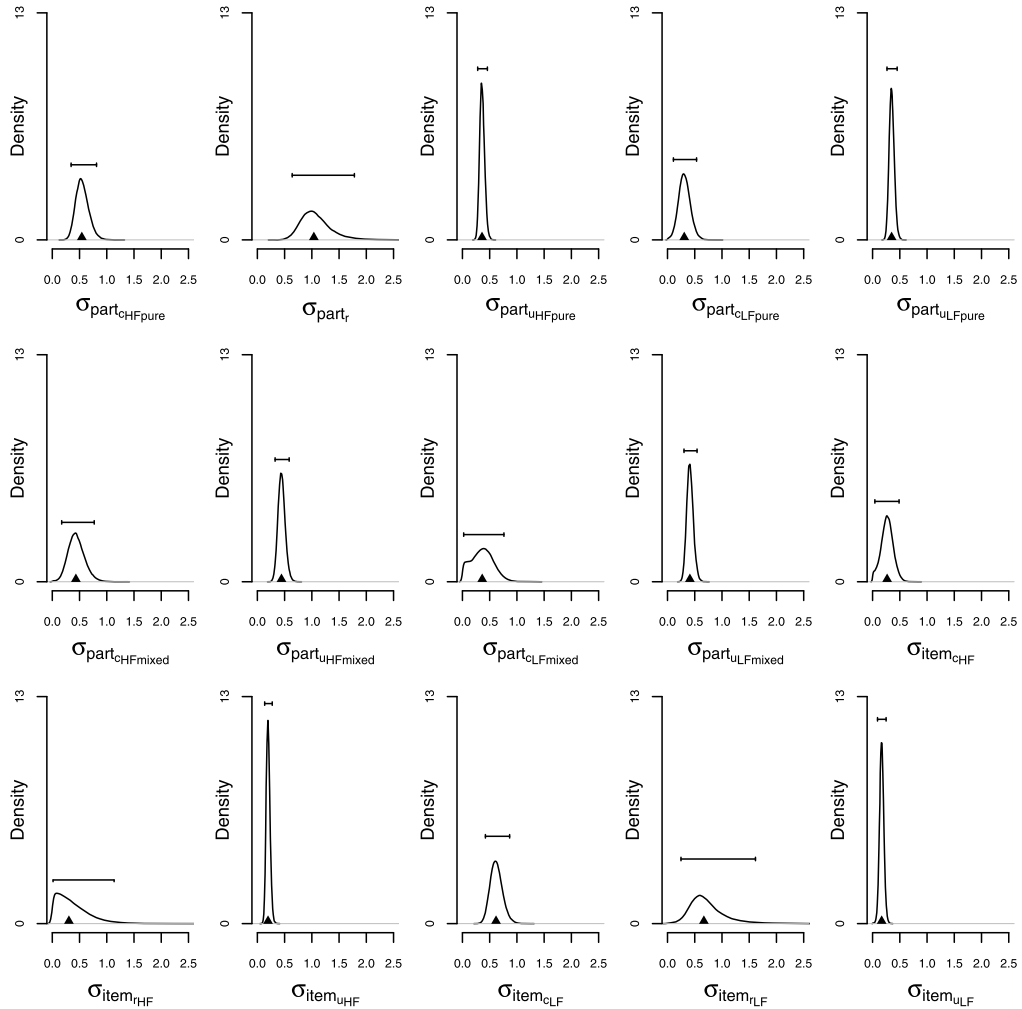 13 13 13 13 13
Density Density Density Density Density
0 0 0 0 0
0.0 0.5 1.0 1.5 2.0 2.5 0.0 0.5 1.0 1.5 2.0 2.5 0.0 0.5 1.0 1.5 2.0 2.5 0.0 0.5 1.0 1.5 2.0 2.5 0.0 0.5 1.0 1.5 2.0 2.5
σpartcHFpure σpartr σpartuHFpure σpartcLFpure σpartuLFpure
13 13 13 13 13
Density Density Density Density Density
0 0 0 0 0
0.0 0.5 1.0 1.5 2.0 2.5 0.0 0.5 1.0 1.5 2.0 2.5 0.0 0.5 1.0 1.5 2.0 2.5 0.0 0.5 1.0 1.5 2.0 2.5 0.0 0.5 1.0 1.5 2.0 2.5
σpartcHFmixed σpartuHFmixed σpartcLFmixed σpartuLFmixed σitemcHF
13 13 13 13 13
Density Density Density Density Density
0 0 0 0 0
0.0 0.5 1.0 1.5 2.0 2.5 0.0 0.5 1.0 1.5 2.0 2.5 0.0 0.5 1.0 1.5 2.0 2.5 0.0 0.5 1.0 1.5 2.0 2.5 0.0 0.5 1.0 1.5 2.0 2.5
σitemrHF σitemuHF σitemcLF σitemrLF σitemuLF